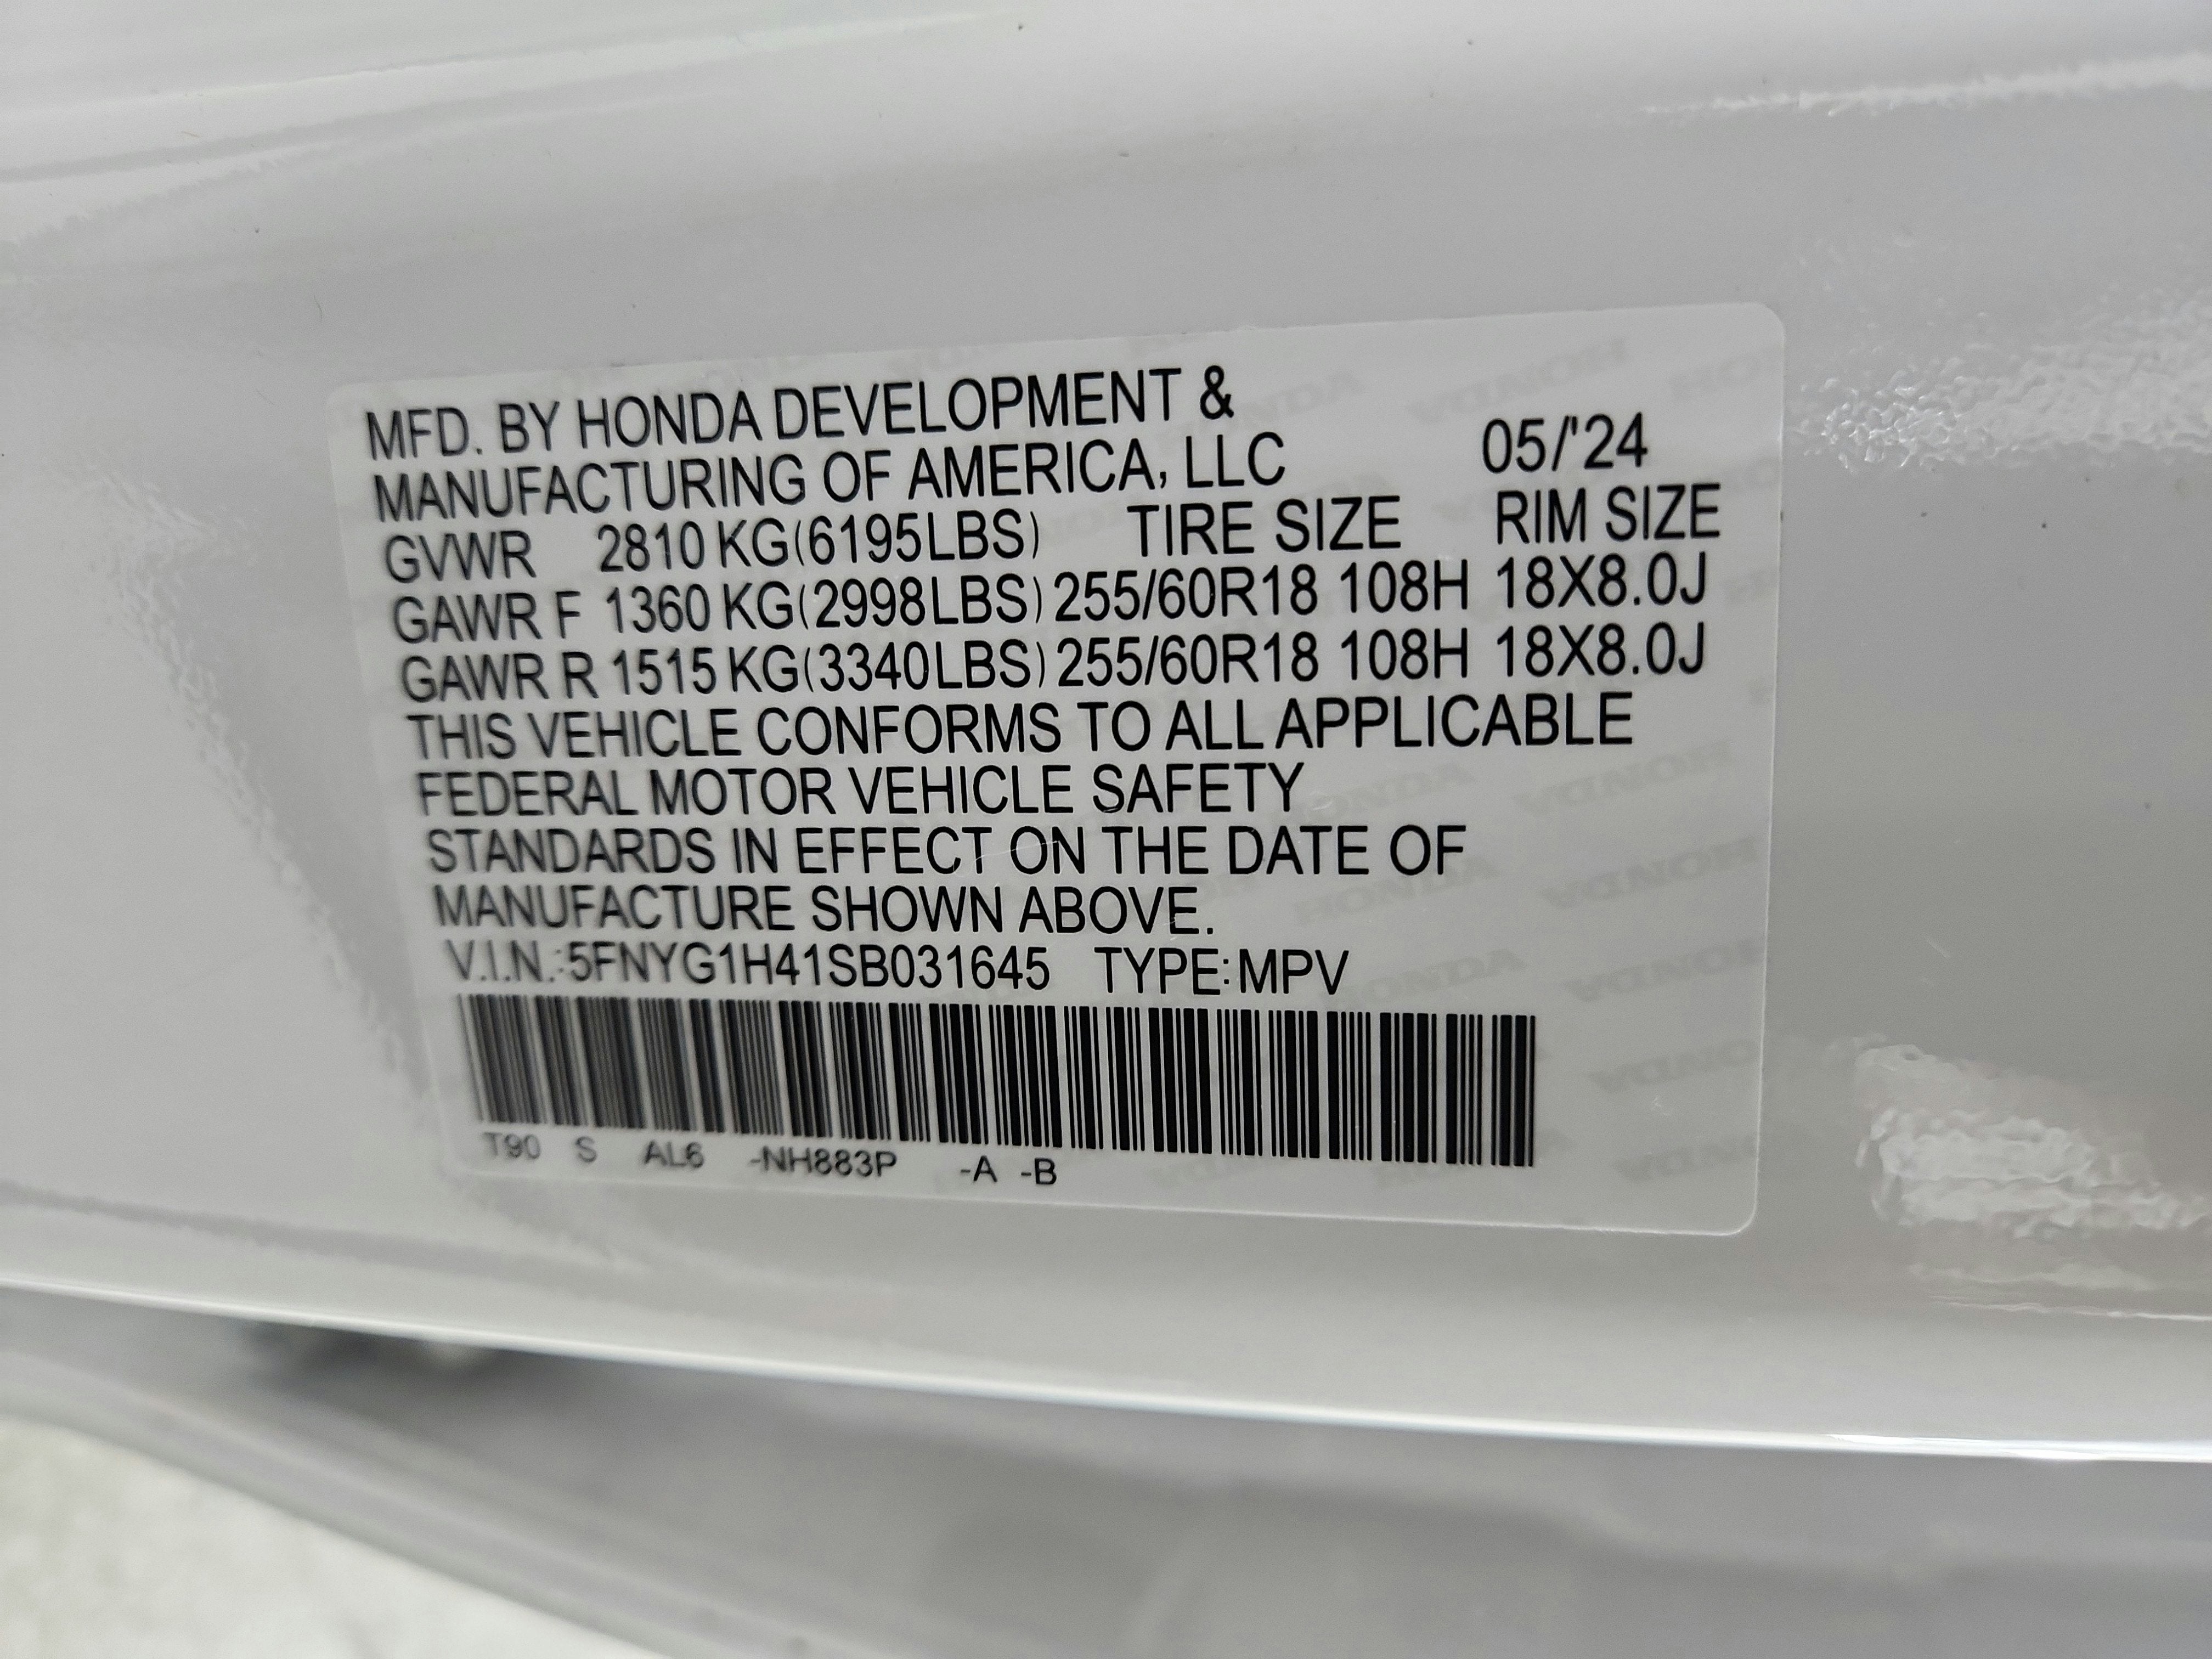 MFD. BY HONDA DEVELOPMENT &
MANUFACTURING OF AMERICA, LLC 05/'24
GVWR 2810 KG(6195LBS) TIRE SIZE RIM SIZE
GAWR F 1360 KG(2998LBS) 255/60R18 108H 18X8.0J
GAWR R 1515 KG(3340LBS) 255/60R18 108H 18X8.0J
THIS VEHICLE CONFORMS TO ALL APPLICABLE
FEDERAL MOTOR VEHICLE SAFETY
STANDARDS IN EFFECT ON THE DATE OF
MANUFACTURE SHOWN ABOVE.
V.I.N.:5FNYG1H41SB031645 TYPE:MPV
T90 S AL6 -NH883P -A -B